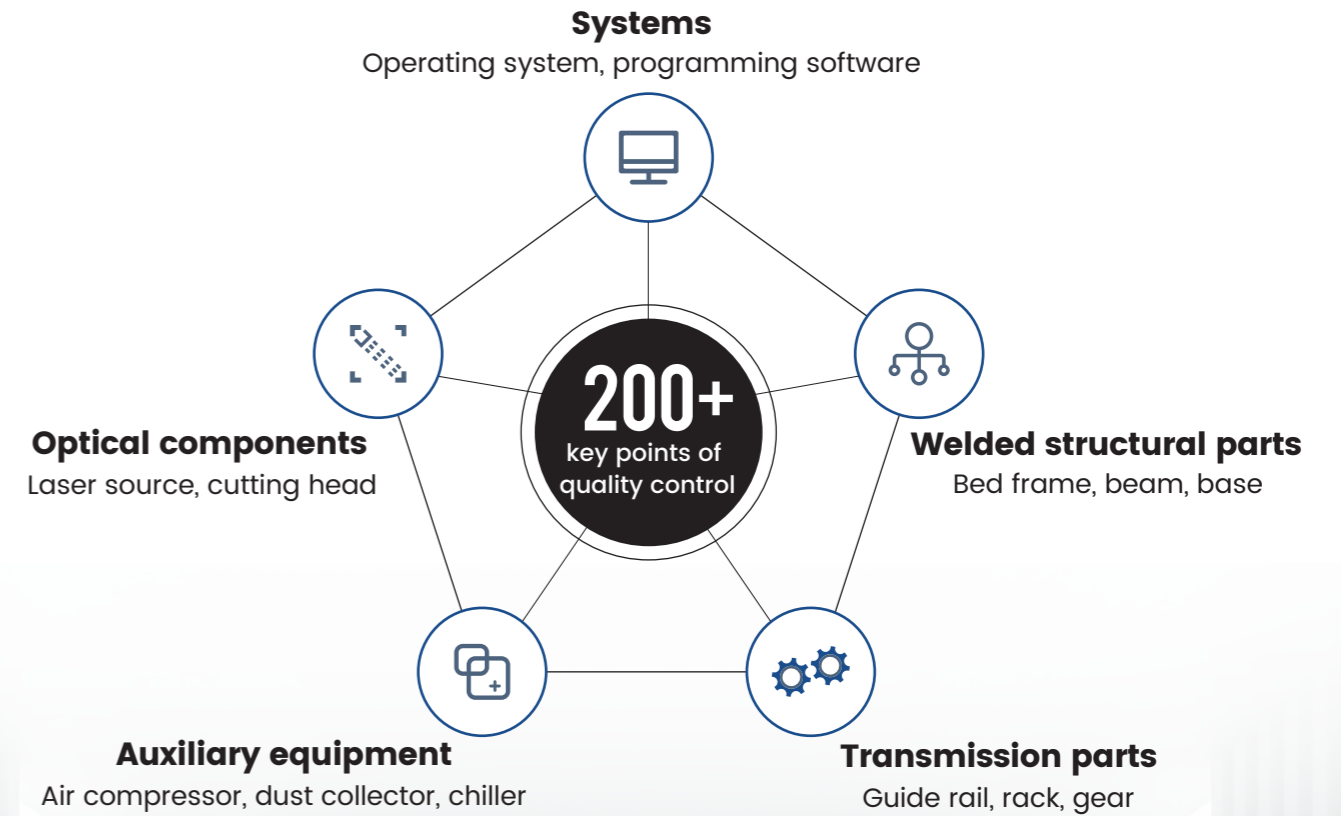 Systems
Operating system, programming software
200+
key points of
quality control
Optical components
Laser source, cutting head
Welded structural parts
Bed frame, beam, base
Auxiliary equipment
Air compressor, dust collector, chiller
Transmission parts
Guide rail, rack, gear